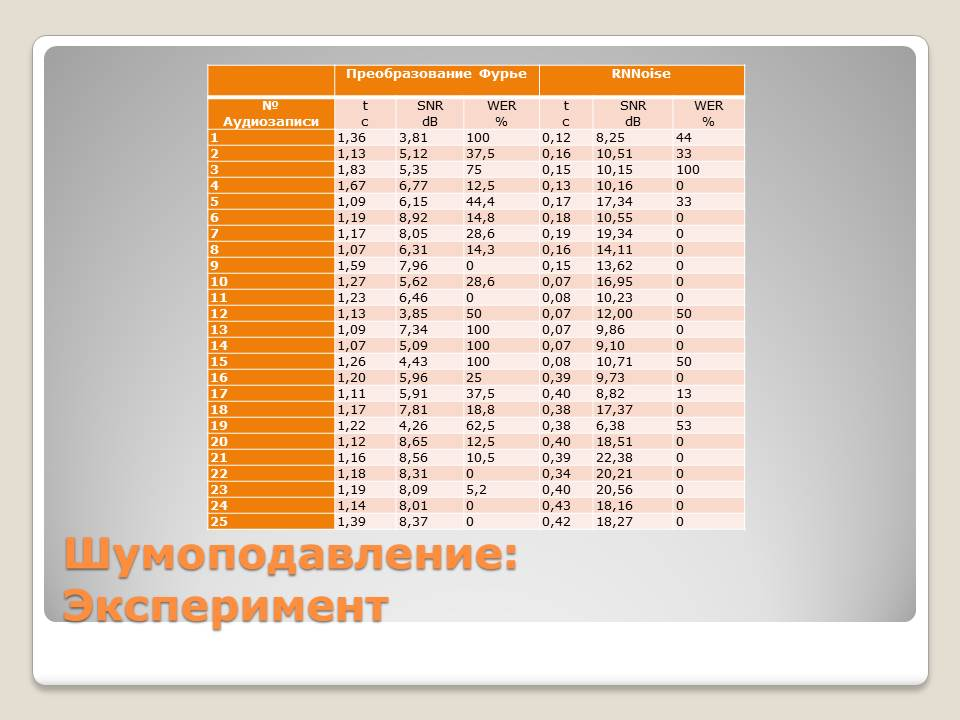 Преобразование Фурье RNNoise
№ t SNR WER t SNR WER
Аудиозаписи с dB % с dB %
1 1,36 3,81 100 0,12 8,25 44
2 1,13 5,12 37,5 0,16 10,51 33
3 1,83 5,35 75 0,15 10,15 100
4 1,67 6,77 12,5 0,13 10,16 0
5 1,09 6,15 44,4 0,17 17,34 33
6 1,19 8,92 14,8 0,18 10,55 0
7 1,17 8,05 28,6 0,19 19,34 0
8 1,07 6,31 14,3 0,16 14,11 0
9 1,59 7,96 0 0,15 13,62 0
10 1,27 5,62 28,6 0,07 16,95 0
11 1,23 6,46 0 0,08 10,23 0
12 1,13 3,85 50 0,07 12,00 50
13 1,09 7,34 100 0,07 9,86 0
14 1,07 5,09 100 0,07 9,10 0
15 1,26 4,43 100 0,08 10,71 50
16 1,20 5,96 25 0,39 9,73 0
17 1,11 5,91 37,5 0,40 8,82 13
18 1,17 7,81 18,8 0,38 17,37 0
19 1,22 4,26 62,5 0,38 6,38 53
20 1,12 8,65 12,5 0,40 18,51 0
21 1,16 8,56 10,5 0,39 22,38 0
22 1,18 8,31 0 0,34 20,21 0
23 1,19 8,09 5,2 0,40 20,56 0
24 1,14 8,01 0 0,43 18,16 0
25 1,39 8,37 0 0,42 18,27 0
Шумоподавление:
Эксперимент